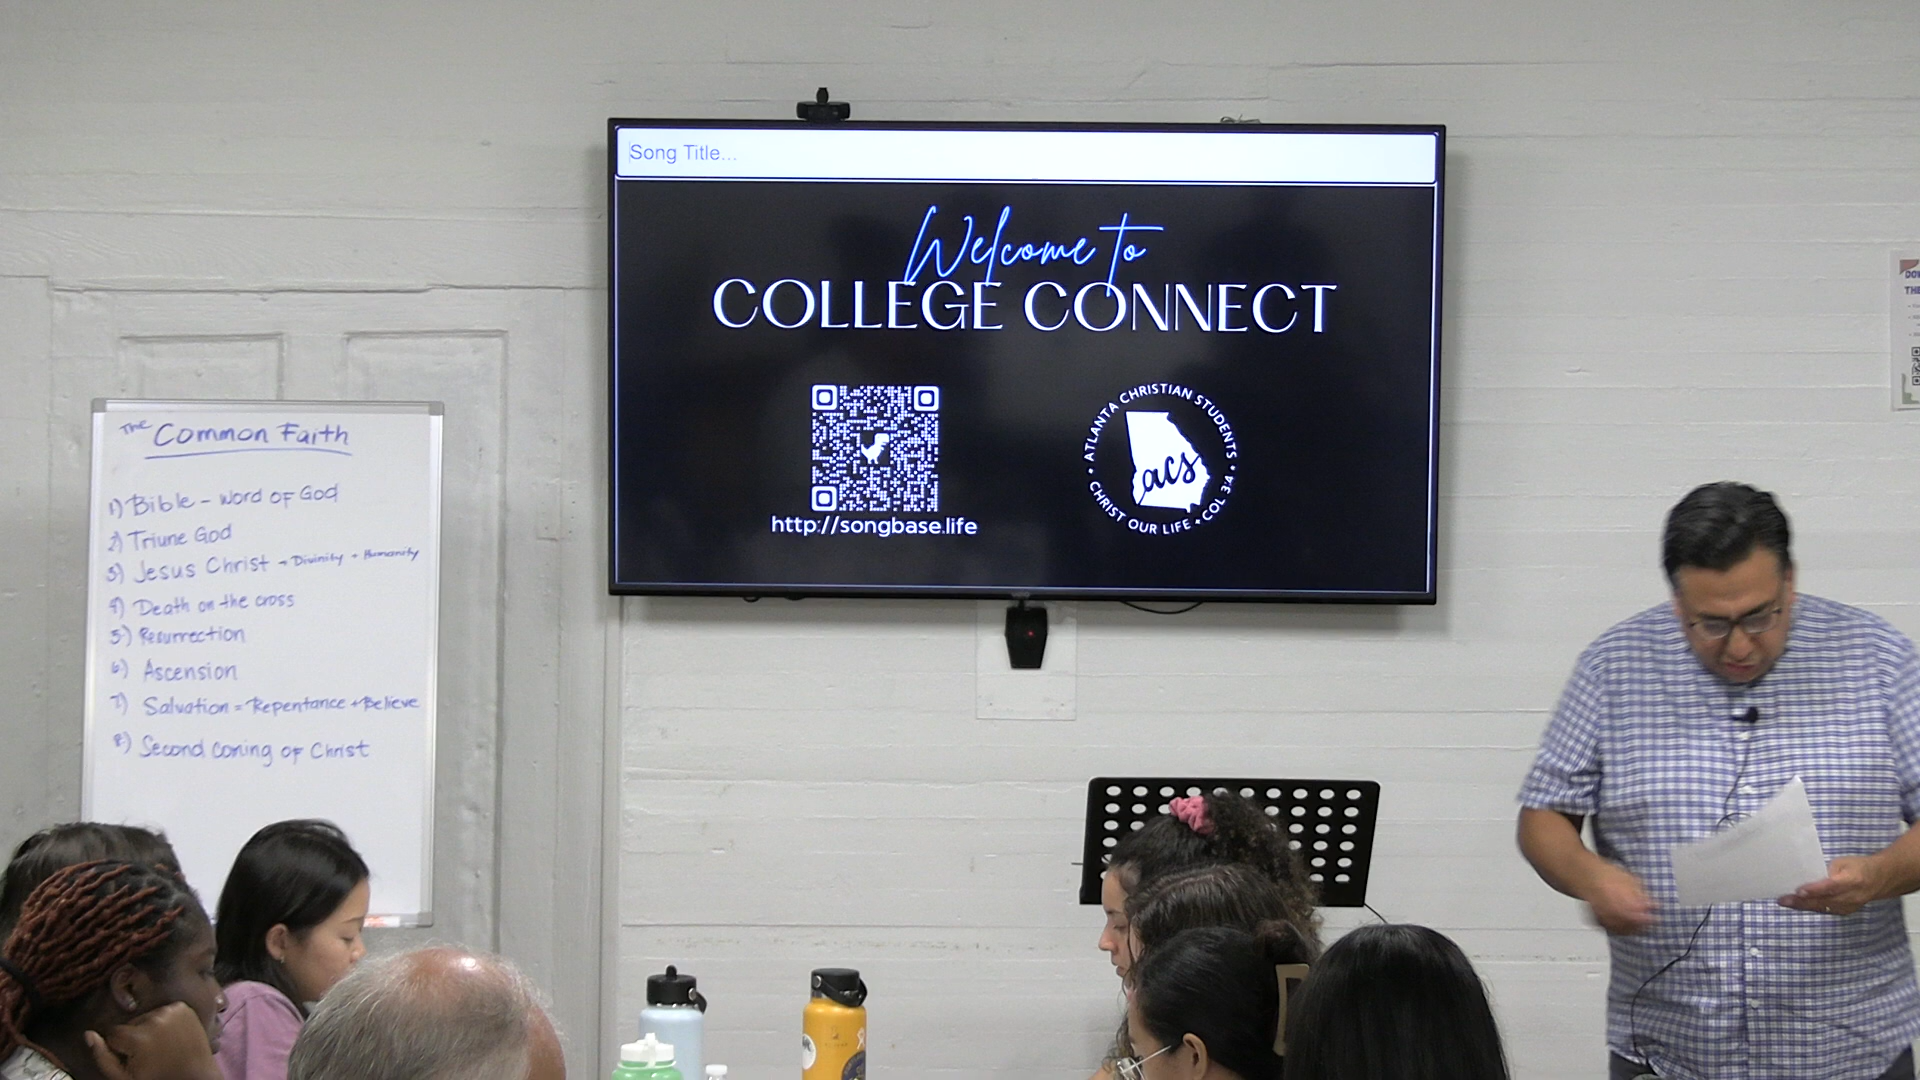 Song Title...
Welcome to
COLLEGE CONNECT
http://songbase.life
• ATLANTA CHRISTIAN STUDENTS •
CHRIST OUR LIFE • COL 3:4
acs
The Common Faith
1) Bible - Word of God
2) Triune God
3) Jesus Christ - Divinity + Humanity
4) Death on the cross
5) Resurrection
6) Ascension
7) Salvation = Repentance + Believe
8) Second Coming of Christ
THE